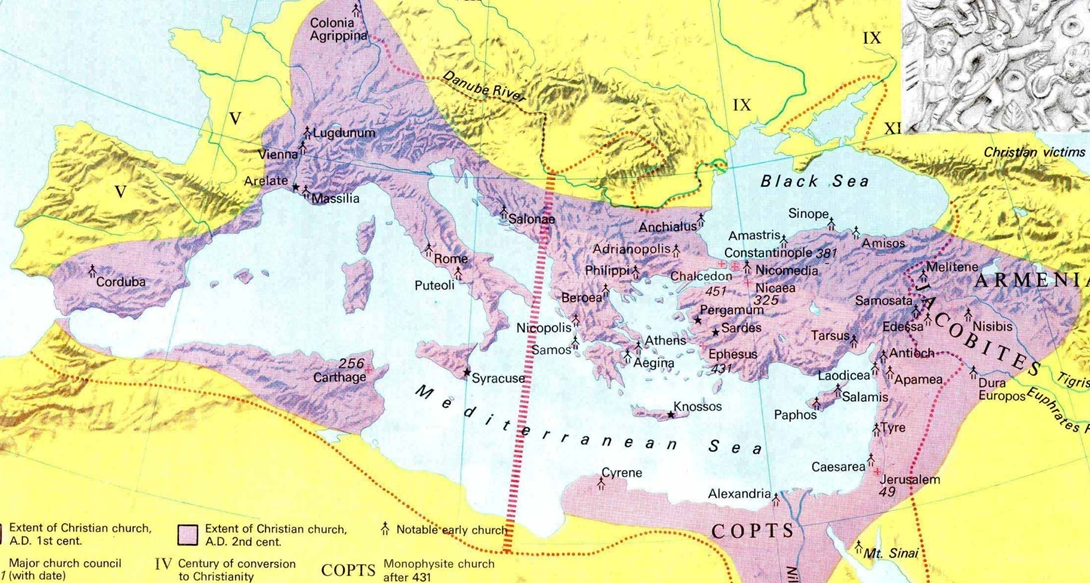 Colonia
Agrippina
IX
Danube River
IX
V
XI
Lugdunum
Vienna
Christian victims
Arelate
V
Massilia
Black Sea
Salonae
Sinope
Anchialus
Amastris
Amisos
Adrianopolis
Constantinople 381
Rome
Philippi
Nicomedia
Melitene
Chalcedon
ARMENIA
Corduba
Puteoli
451
Nicaea
325
Beroea
Samosata
JACOBITES
Pergamum
Nicopolis
Sardes
Edessa
Nisibis
Samos
Athens
Tarsus
256
Ephesus
Antioch
Carthage
Aegina
431
Syracuse
Laodicea
Apamea
Dura
Europos
Tigris
Salamis
Mediterranean Sea
Knossos
Paphos
Euphrates
Tyre
Caesarea
Cyrene
Jerusalem
49
Alexandria
COPTS
Mt. Sinai
Nil
Extent of Christian church,
A.D. 1st cent.
Extent of Christian church,
A.D. 2nd cent.
Notable early church
Major church council
(with date)
IV Century of conversion
to Christianity
COPTS Monophysite church
after 431